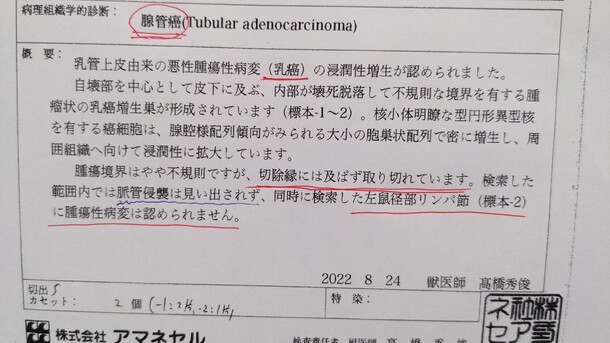 病理組織学的診断：
腺管癌(Tubular adenocarcinoma)
概　要：
乳管上皮由来の悪性腫瘍性病変（乳癌）の浸潤性増生が認められました。
自壊部を中心として皮下に及ぶ、内部が壊死脱落して不規則な境界を有する腫
瘤状の乳癌増生巣が形成されています（標本-1～2）。核小体明瞭な型円形異型核
を有する癌細胞は、腺腔様配列傾向がみられる大小の胞巣状配列で密に増生し、周
囲組織へ向けて浸潤性に拡大しています。
腫瘍境界はやや不規則ですが、切除縁には及ばず取り切れています。検索した
範囲内では脈管侵襲は見い出されず、同時に検索した左鼠径部リンパ節（標本-2）
に腫瘍性病変は認められません。
2022 8 24 獣医師 髙橋秀俊
切出
カセット： 2個 (-1:2ｹ, -2:1ｹ)
特 染：
株式会社 アマネセル
検査責任者 獣医師 髙 橋 秀 俊